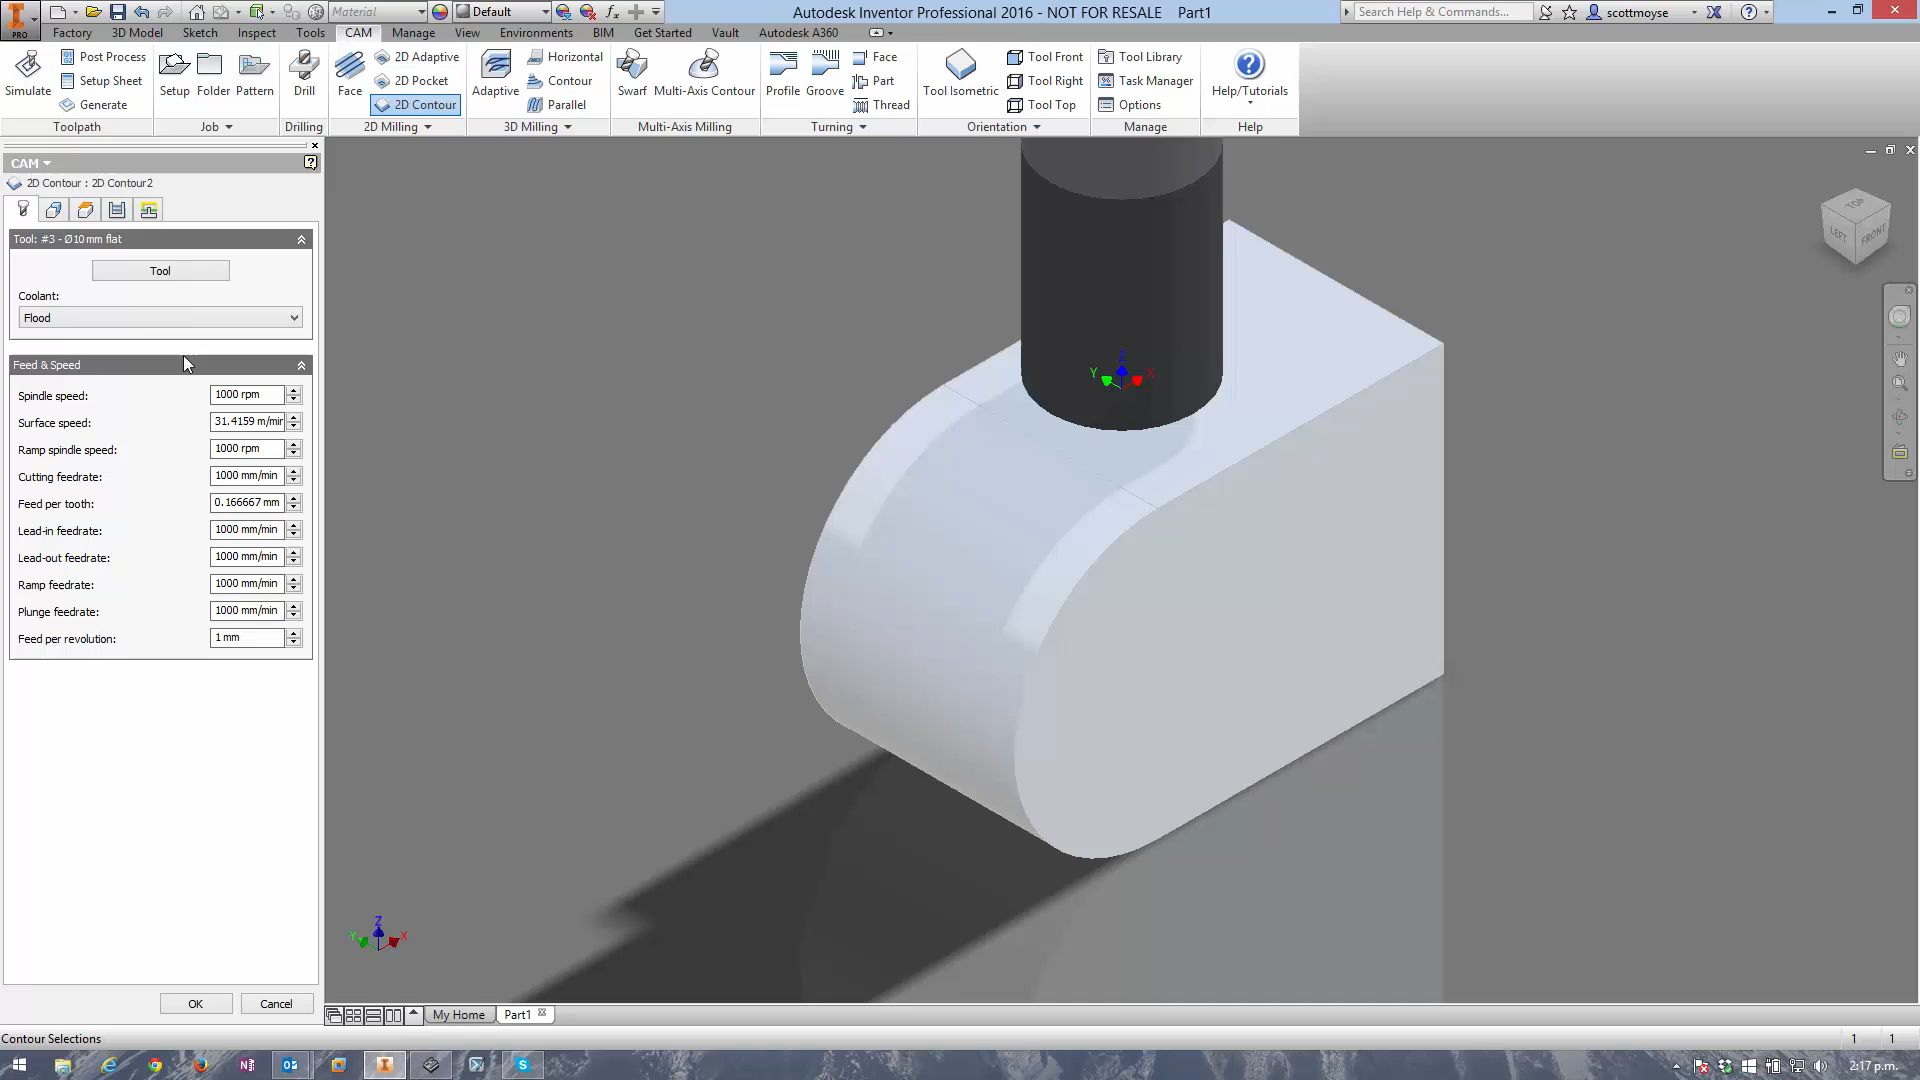 Material
Default
fx
Autodesk Inventor Professional 2016 - NOT FOR RESALE Part1
Search Help & Commands...
scottmoyse
PRO
Factory 3D Model Sketch Inspect Tools CAM Manage View Environments BIM Get Started Vault Autodesk A360
Simulate
Post Process
Setup Sheet
Generate
Toolpath
Setup
Folder
Pattern
Job
Drill
Drilling
Face
2D Adaptive
2D Pocket
2D Contour
2D Milling
Adaptive
Horizontal
Contour
Parallel
3D Milling
Swarf
Multi-Axis Contour
Multi-Axis Milling
Profile
Groove
Face
Part
Thread
Turning
Tool Isometric
Tool Front
Tool Right
Tool Top
Orientation
Tool Library
Task Manager
Options
Manage
Help/Tutorials
Help
CAM
2D Contour : 2D Contour2
Tool: #3 - Ø10mm flat
Tool
Coolant:
Flood
Feed & Speed
Spindle speed: 1000 rpm
Surface speed: 31.4159 m/min
Ramp spindle speed: 1000 rpm
Cutting feedrate: 1000 mm/min
Feed per tooth: 0.166667 mm
Lead-in feedrate: 1000 mm/min
Lead-out feedrate: 1000 mm/min
Ramp feedrate: 1000 mm/min
Plunge feedrate: 1000 mm/min
Feed per revolution: 1 mm
OK Cancel
Z
Y
X
TOP
LEFT FRONT
Z
Y
X
My Home Part1
Contour Selections
1 1
2:17 p.m.